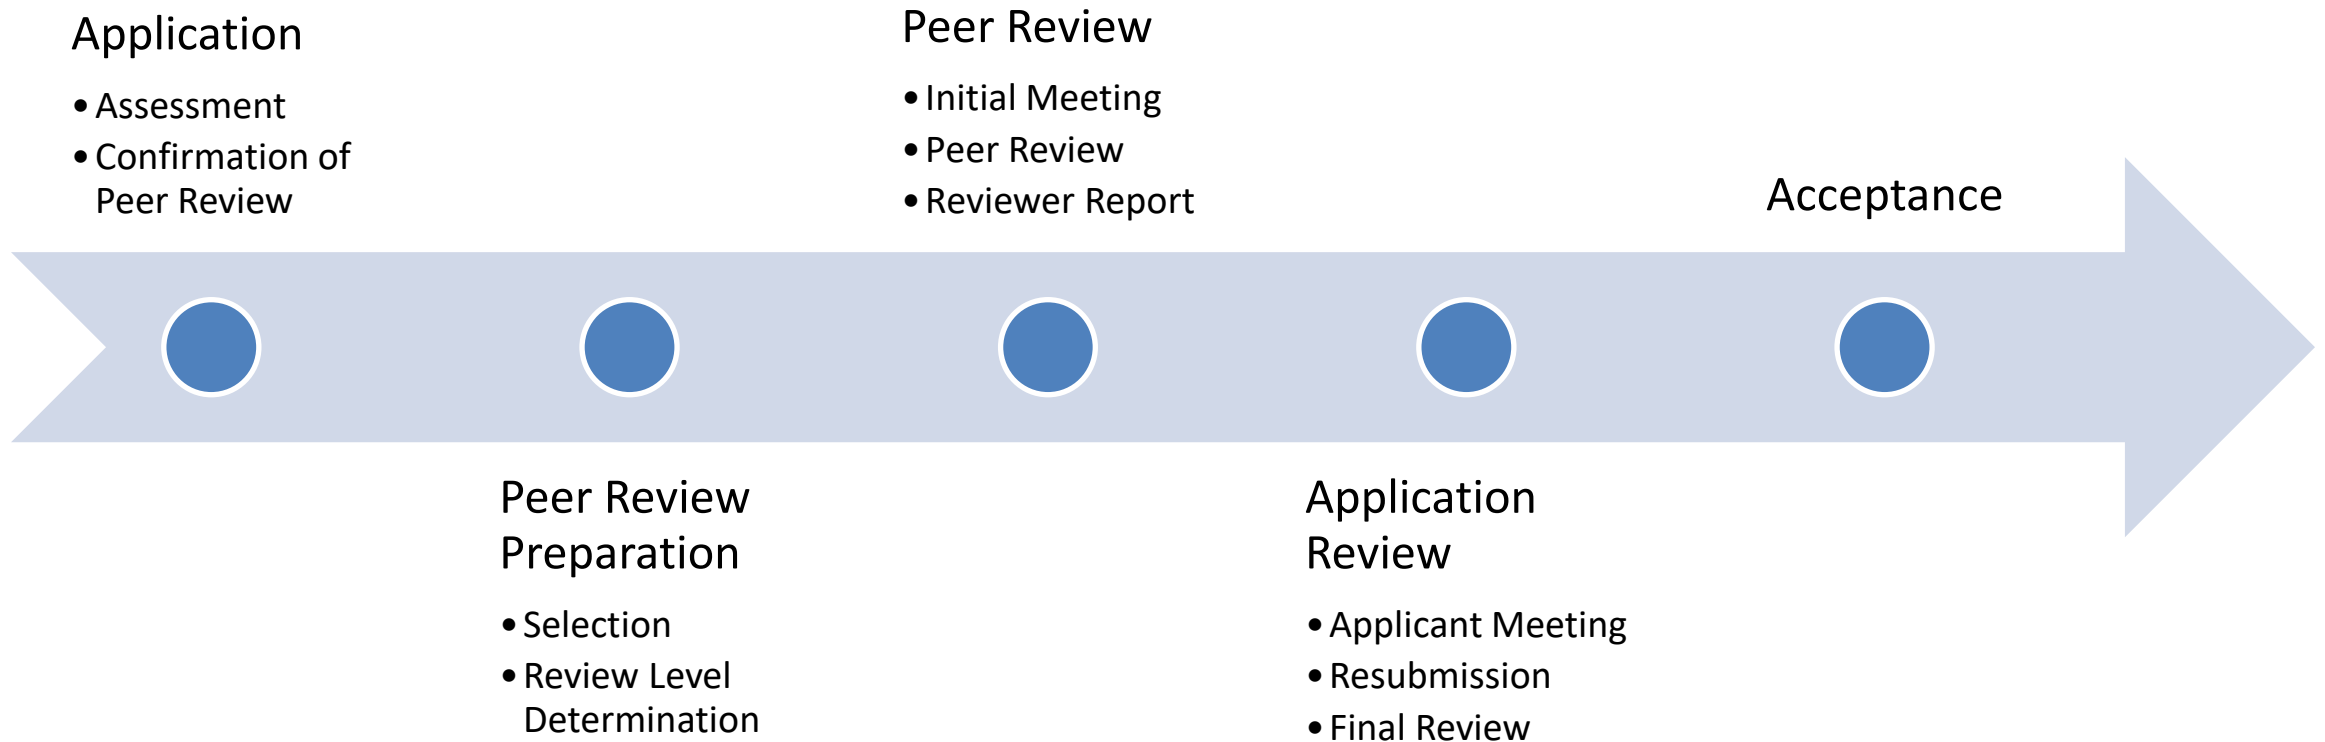 Application
• Assessment
• Confirmation of
Peer Review
Peer Review
Preparation
• Selection
• Review Level
Determination
Peer Review
• Initial Meeting
• Peer Review
• Reviewer Report
Application
Review
• Applicant Meeting
• Resubmission
• Final Review
Acceptance